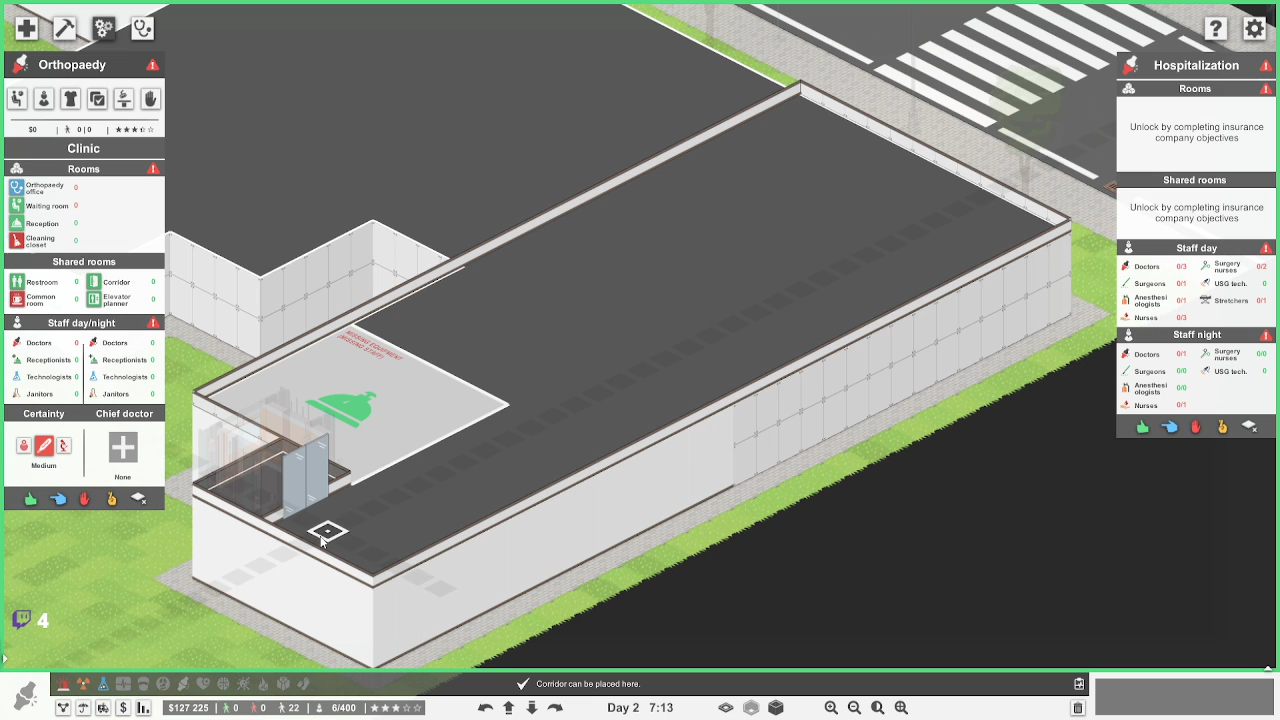 Orthopaedy
$0 | 0|0 |
Clinic
Rooms
Orthopaedy office 0
Waiting room 0
Reception 0
Cleaning closet 0
Shared rooms
Restroom 0 Corridor 0
Common room 0 Elevator planner 0
Staff day/night
Doctors 0 Doctors 0
Receptionists 0 Receptionists 0
Technologists 0 Technologists 0
Janitors 0 Janitors 0
Certainty Chief doctor
Medium None
MISSING EQUIPMENT
(MISSING STAFF)
4
Hospitalization
Rooms
Unlock by completing insurance
company objectives
Shared rooms
Unlock by completing insurance
company objectives
Staff day
Doctors 0/3 Surgery nurses 0/2
Surgeons 0/1 USG tech. 0
Anesthesiologists 0/1 Stretchers 0/1
Nurses 0/3
Staff night
Doctors 0/1 Surgery nurses 0/0
Surgeons 0/0 USG tech. 0
Anesthesiologists 0/0
Nurses 0/1
Corridor can be placed here.
$127 225 | 0 | 0 | 22 | 6/400 |
Day 2 7:13
?